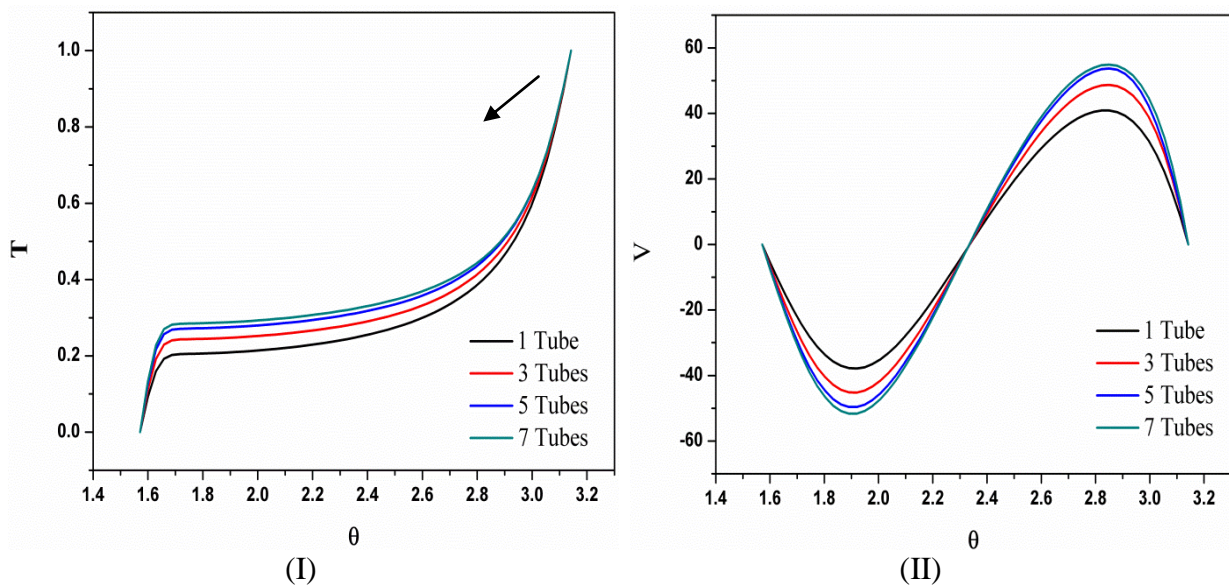 T
1.0
0.8
0.6
0.4
0.2
0.0
1 Tube
3 Tubes
5 Tubes
7 Tubes
1.4 1.6 1.8 2.0 2.2 2.4 2.6 2.8 3.0 3.2
θ
(I)
V
60
40
20
0
-20
-40
-60
1 Tube
3 Tubes
5 Tubes
7 Tubes
1.4 1.6 1.8 2.0 2.2 2.4 2.6 2.8 3.0 3.2
θ
(II)